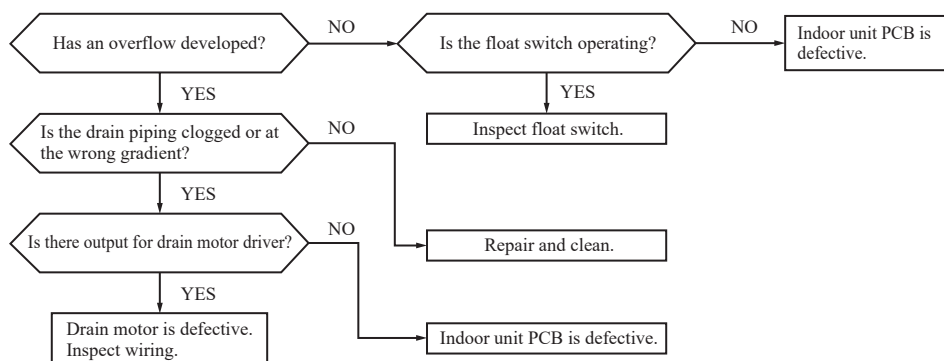 Has an overflow developed?
NO
Is the float switch operating?
NO
Indoor unit PCB is
defective.
YES
YES
Inspect float switch.
Is the drain piping clogged or at
the wrong gradient?
NO
YES
Repair and clean.
Is there output for drain motor driver?
NO
YES
Drain motor is defective.
Inspect wiring.
Indoor unit PCB is defective.